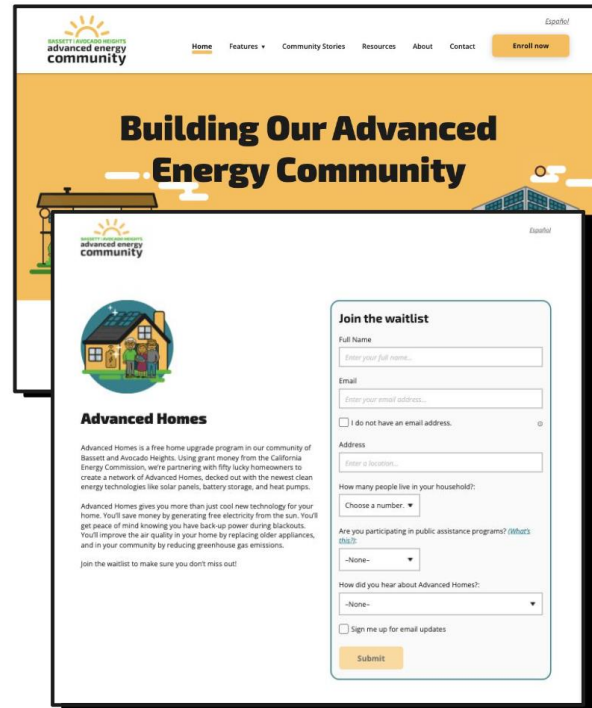 Español
BASSETT | AVOCADO HEIGHTS
advanced energy
community
Home Features ▾ Community Stories Resources About Contact Enroll now
Building Our Advanced
Energy Community
BASSETT | AVOCADO HEIGHTS
advanced energy
community
Español
Advanced Homes
Advanced Homes is a free home upgrade program in our community of
Bassett and Avocado Heights. Using grant money from the California
Energy Commission, we're partnering with fifty lucky homeowners to
create a network of Advanced Homes, decked out with the newest clean
energy technologies like solar panels, battery storage, and heat pumps.
Advanced Homes gives you more than just cool new technology for your
home. You'll save money by generating free electricity from the sun. You'll
get peace of mind knowing you have back-up power during blackouts.
You'll improve the air quality in your home by replacing older appliances,
and in your community by reducing greenhouse gas emissions.
Join the waitlist to make sure you don't miss out!
Join the waitlist
Full Name
Enter your full name...
Email
Enter your email address...
I do not have an email address.
Address
Enter a location...
How many people live in your household?:
Choose a number. ▾
Are you participating in public assistance programs? (What's
this?):
–None– ▾
How did you hear about Advanced Homes?:
–None– ▾
Sign me up for email updates
Submit